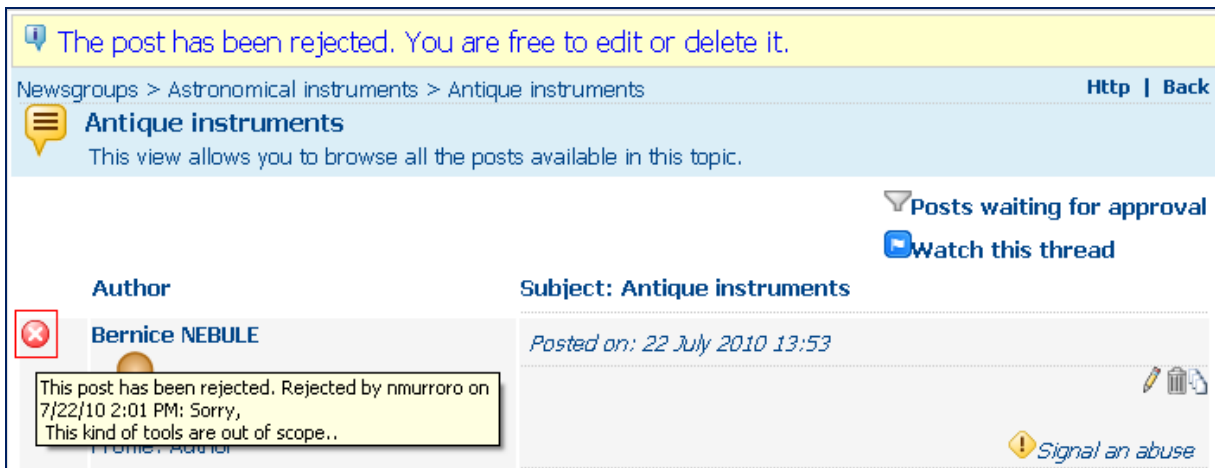 The post has been rejected. You are free to edit or delete it.
Newsgroups > Astronomical instruments > Antique instruments
Http | Back
Antique instruments
This view allows you to browse all the posts available in this topic.
Posts waiting for approval
Watch this thread
Author
Subject: Antique instruments
Bernice NEBULE
Posted on: 22 July 2010 13:53
This post has been rejected. Rejected by nmurroro on
7/22/10 2:01 PM: Sorry,
This kind of tools are out of scope..
Signal an abuse